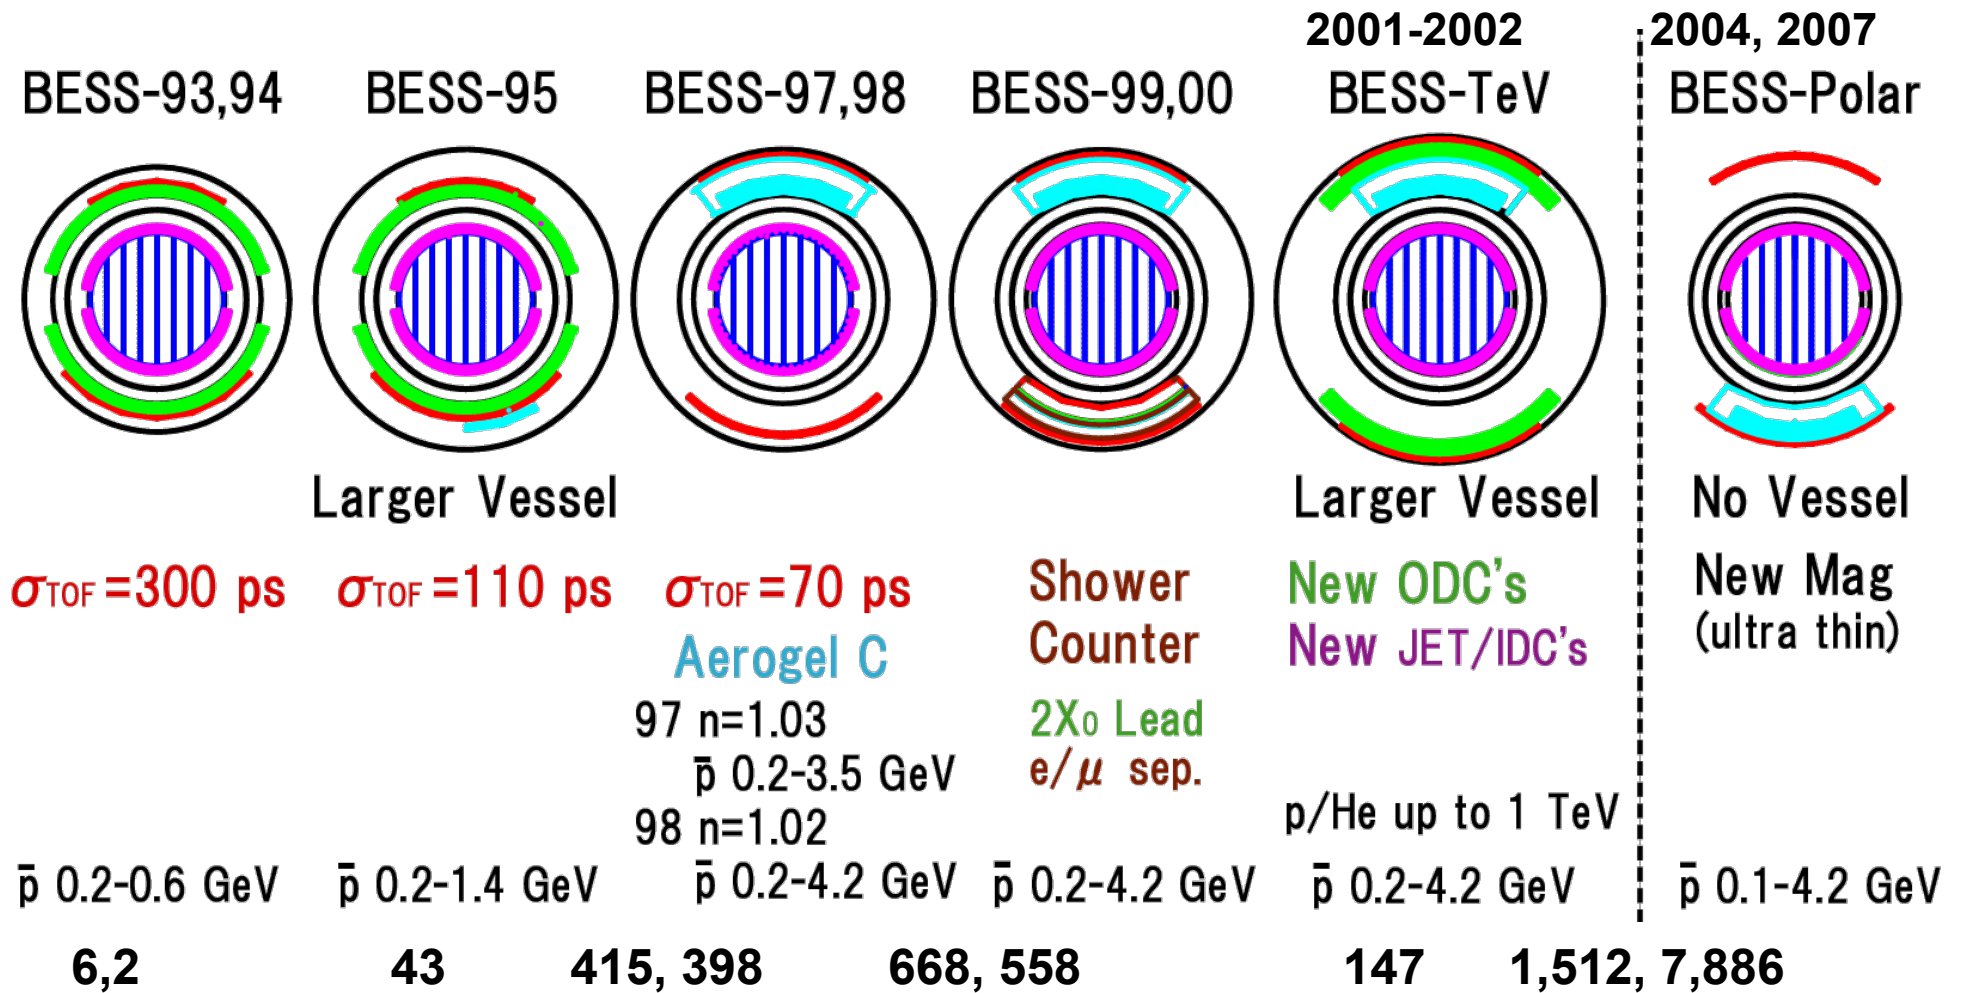 2001-2002 2004, 2007
BESS-93,94 BESS-95 BESS-97,98 BESS-99,00 BESS-TeV BESS-Polar
Larger Vessel Larger Vessel No Vessel
σTOF =300 ps σTOF =110 ps σTOF =70 ps Shower New ODC's New Mag
Aerogel C Counter New JET/IDC's (ultra thin)
97 n=1.03 2X₀ Lead
p̄ 0.2-3.5 GeV e/μ sep.
98 n=1.02 p/He up to 1 TeV
p̄ 0.2-0.6 GeV p̄ 0.2-1.4 GeV p̄ 0.2-4.2 GeV p̄ 0.2-4.2 GeV p̄ 0.2-4.2 GeV p̄ 0.1-4.2 GeV
6,2 43 415, 398 668, 558 147 1,512, 7,886